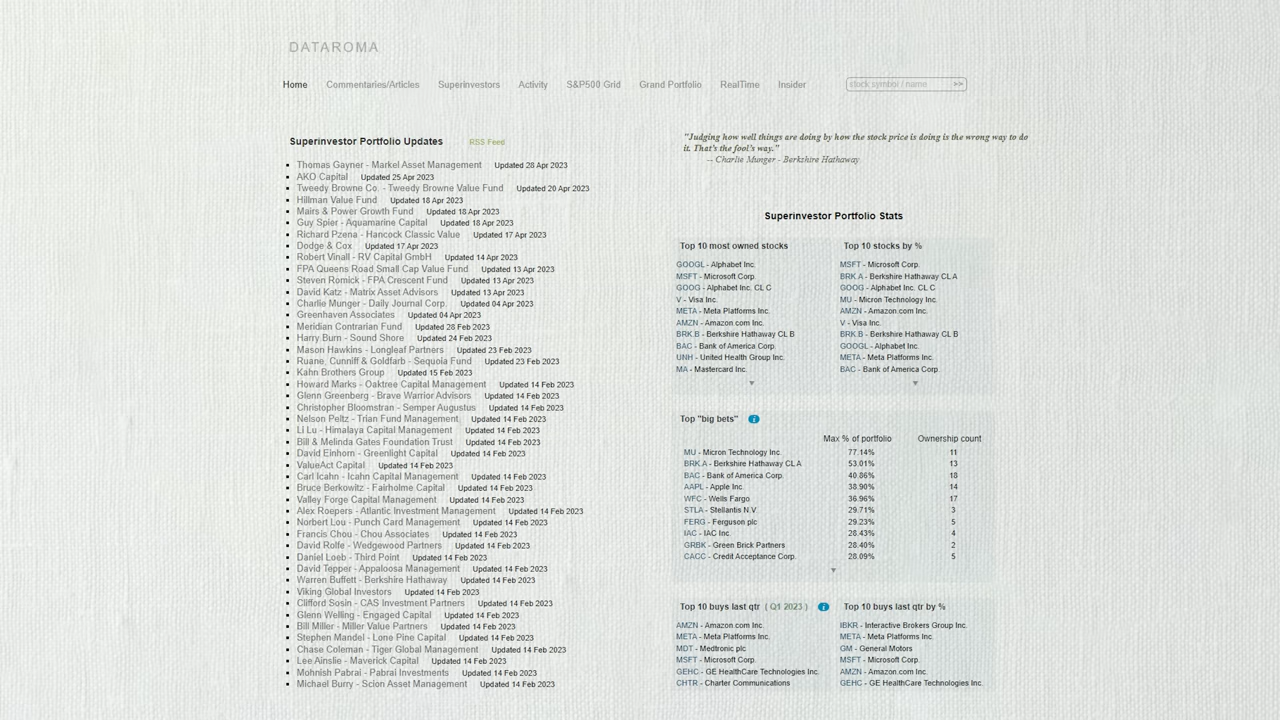 DATAROMA
Home Commentaries/Articles Superinvestors Activity S&P500 Grid Grand Portfolio RealTime Insider stock symbol / name >>
Superinvestor Portfolio Updates RSS Feed
Thomas Gayner - Markel Asset Management Updated 28 Apr 2023
AKO Capital Updated 25 Apr 2023
Tweedy Browne Co. - Tweedy Browne Value Fund Updated 20 Apr 2023
Hillman Value Fund Updated 18 Apr 2023
Mairs & Power Growth Fund Updated 18 Apr 2023
Guy Spier - Aquamarine Capital Updated 18 Apr 2023
Richard Pzena - Hancock Classic Value Updated 17 Apr 2023
Dodge & Cox Updated 17 Apr 2023
Robert Vinall - RV Capital GmbH Updated 14 Apr 2023
FPA Queens Road Small Cap Value Fund Updated 13 Apr 2023
Steven Romick - FPA Crescent Fund Updated 13 Apr 2023
David Katz - Matrix Asset Advisors Updated 13 Apr 2023
Charlie Munger - Daily Journal Corp. Updated 04 Apr 2023
Greenhaven Associates Updated 04 Apr 2023
Meridian Contrarian Fund Updated 28 Feb 2023
Harry Burn - Sound Shore Updated 24 Feb 2023
Mason Hawkins - Longleaf Partners Updated 23 Feb 2023
Ruane, Cunniff & Goldfarb - Sequoia Fund Updated 23 Feb 2023
Kahn Brothers Group Updated 15 Feb 2023
Howard Marks - Oaktree Capital Management Updated 14 Feb 2023
Glenn Greenberg - Brave Warrior Advisors Updated 14 Feb 2023
Christopher Bloomstran - Semper Augustus Updated 14 Feb 2023
Nelson Peltz - Trian Fund Management Updated 14 Feb 2023
Li Lu - Himalaya Capital Management Updated 14 Feb 2023
Bill & Melinda Gates Foundation Trust Updated 14 Feb 2023
David Einhorn - Greenlight Capital Updated 14 Feb 2023
ValueAct Capital Updated 14 Feb 2023
Carl Icahn - Icahn Capital Management Updated 14 Feb 2023
Bruce Berkowitz - Fairholme Capital Updated 14 Feb 2023
Valley Forge Capital Management Updated 14 Feb 2023
Alex Roepers - Atlantic Investment Management Updated 14 Feb 2023
Norbert Lou - Punch Card Management Updated 14 Feb 2023
Francis Chou - Chou Associates Updated 14 Feb 2023
David Rolfe - Wedgewood Partners Updated 14 Feb 2023
Daniel Loeb - Third Point Updated 14 Feb 2023
David Tepper - Appaloosa Management Updated 14 Feb 2023
Warren Buffett - Berkshire Hathaway Updated 14 Feb 2023
Viking Global Investors Updated 14 Feb 2023
Clifford Sosin - CAS Investment Partners Updated 14 Feb 2023
Glenn Welling - Engaged Capital Updated 14 Feb 2023
Bill Miller - Miller Value Partners Updated 14 Feb 2023
Stephen Mandel - Lone Pine Capital Updated 14 Feb 2023
Chase Coleman - Tiger Global Management Updated 14 Feb 2023
Lee Ainslie - Maverick Capital Updated 14 Feb 2023
Mohnish Pabrai - Pabrai Investments Updated 14 Feb 2023
Michael Burry - Scion Asset Management Updated 14 Feb 2023
"Judging how well things are doing by how the stock price is doing is the wrong way to do
it. That's the fool's way."
-- Charlie Munger - Berkshire Hathaway
Superinvestor Portfolio Stats
Top 10 most owned stocks Top 10 stocks by %
GOOGL - Alphabet Inc. MSFT - Microsoft Corp.
MSFT - Microsoft Corp. BRK.A - Berkshire Hathaway CL A
GOOG - Alphabet Inc. CL C GOOG - Alphabet Inc. CL C
V - Visa Inc. MU - Micron Technology Inc.
META - Meta Platforms Inc. AMZN - Amazon.com Inc.
AMZN - Amazon.com Inc. V - Visa Inc.
BRK.B - Berkshire Hathaway CL B BRK.B - Berkshire Hathaway CL B
BAC - Bank of America Corp. GOOGL - Alphabet Inc.
UNH - United Health Group Inc. META - Meta Platforms Inc.
MA - Mastercard Inc. BAC - Bank of America Corp.
Top "big bets" i
Max % of portfolio Ownership count
MU - Micron Technology Inc. 77.14% 11
BRK.A - Berkshire Hathaway CL A 53.01% 13
BAC - Bank of America Corp. 40.86% 18
AAPL - Apple Inc. 38.90% 14
WFC - Wells Fargo 36.96% 17
STLA - Stellantis N.V. 29.71% 3
FERG - Ferguson plc 29.23% 5
IAC - IAC Inc. 28.43% 4
GRBK - Green Brick Partners 28.40% 2
CACC - Credit Acceptance Corp. 28.09% 5
Top 10 buys last qtr ( Q1 2023 ) i Top 10 buys last qtr by %
AMZN - Amazon.com Inc. IBKR - Interactive Brokers Group Inc.
META - Meta Platforms Inc. META - Meta Platforms Inc.
MDT - Medtronic plc GM - General Motors
MSFT - Microsoft Corp. MSFT - Microsoft Corp.
GEHC - GE HealthCare Technologies Inc. AMZN - Amazon.com Inc.
CHTR - Charter Communications GEHC - GE HealthCare Technologies Inc.